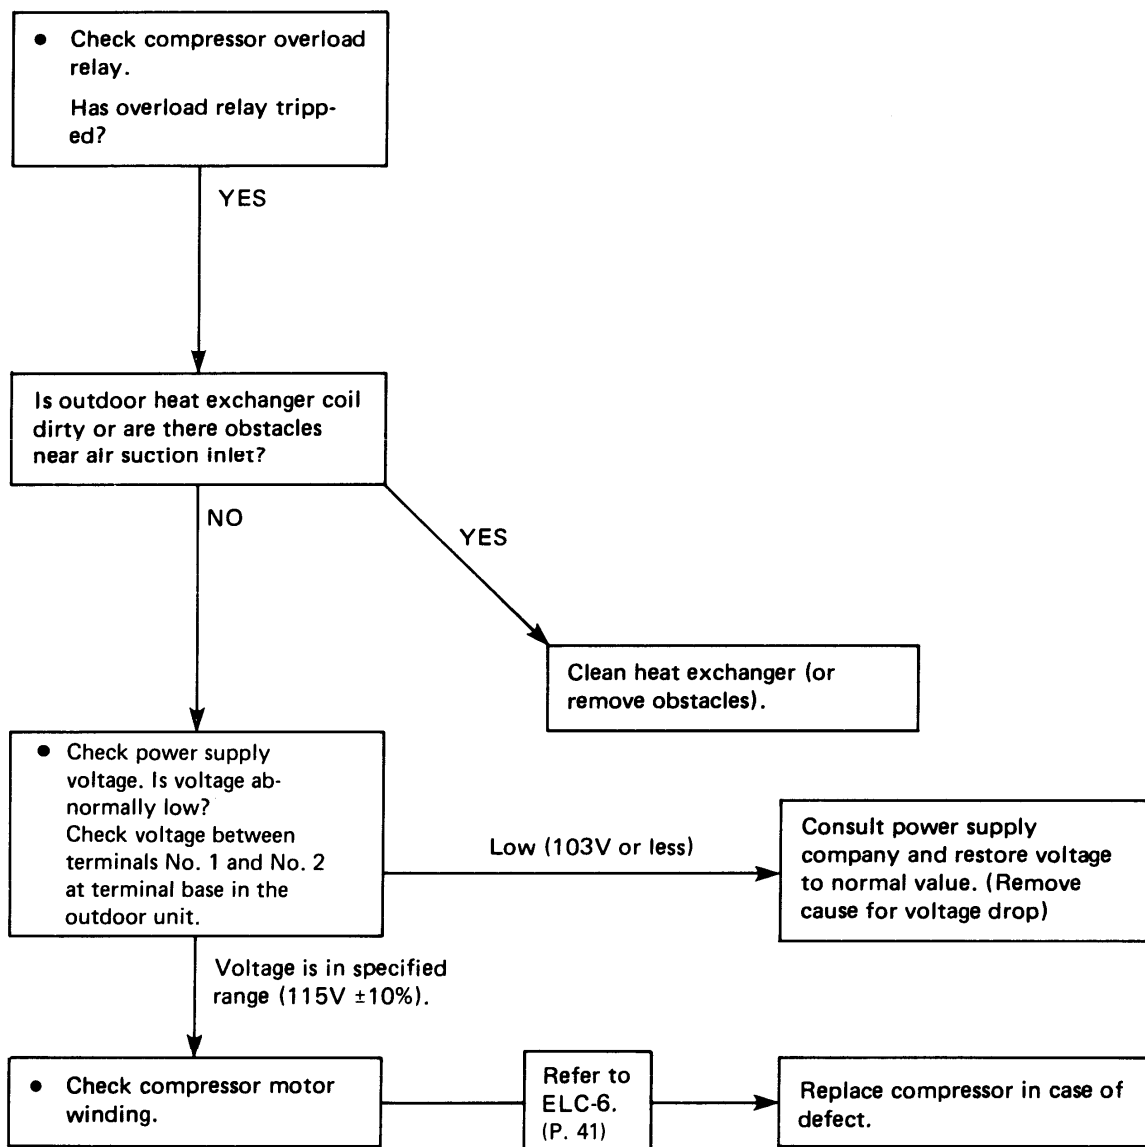 ● Check compressor overload
relay.
Has overload relay tripp-
ed?
YES
Is outdoor heat exchanger coil
dirty or are there obstacles
near air suction inlet?
NO
YES
Clean heat exchanger (or
remove obstacles).
● Check power supply
voltage. Is voltage ab-
normally low?
Check voltage between
terminals No. 1 and No. 2
at terminal base in the
outdoor unit.
Low (103V or less)
Consult power supply
company and restore voltage
to normal value. (Remove
cause for voltage drop)
Voltage is in specified
range (115V ±10%).
● Check compressor motor
winding.
Refer to
ELC-6.
(P. 41)
Replace compressor in case of
defect.